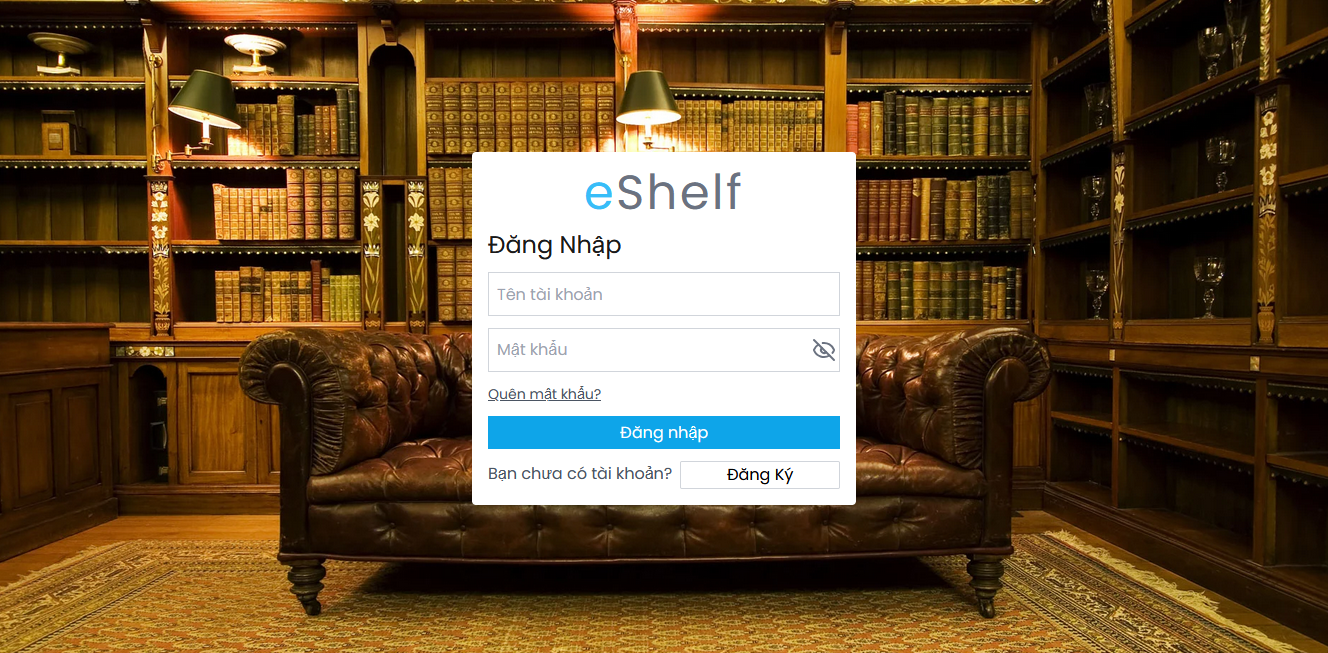 eShelf
Đăng Nhập
Tên tài khoản
Mật khẩu
Quên mật khẩu?
Đăng nhập
Bạn chưa có tài khoản? Đăng Ký